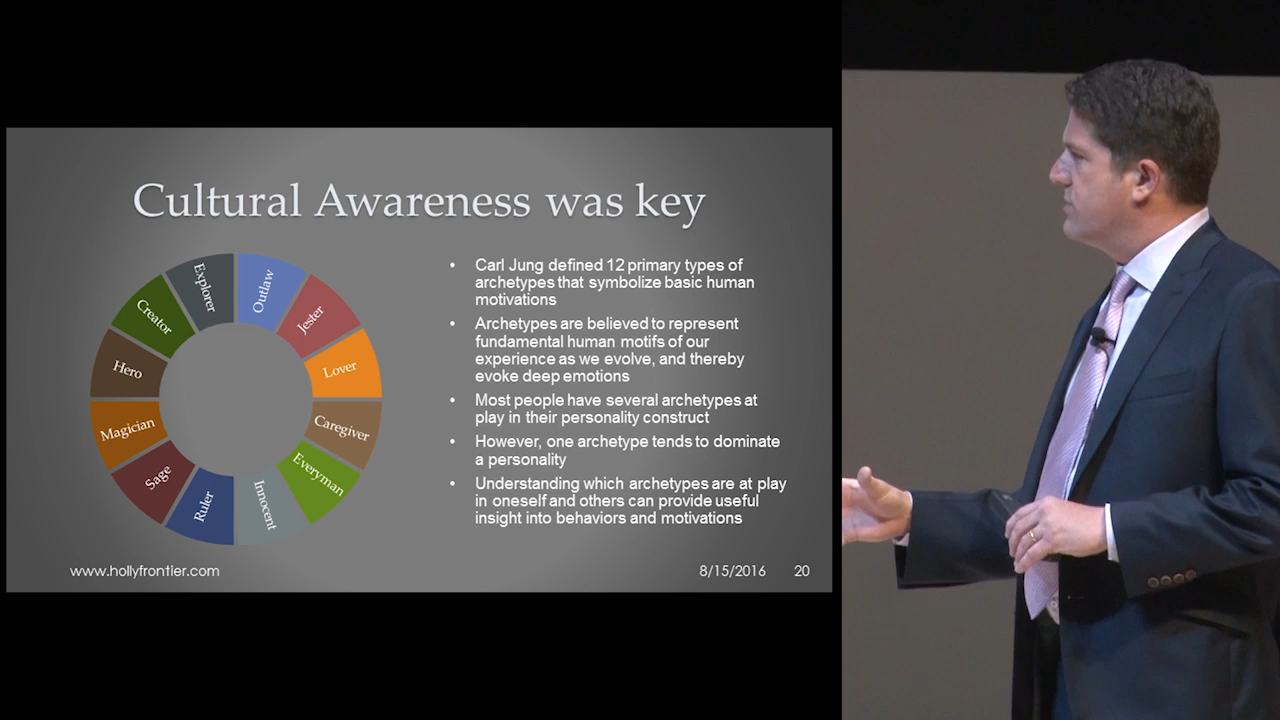 Cultural Awareness was key
Explorer
Outlaw
Jester
Lover
Caregiver
Everyman
Innocent
Ruler
Sage
Magician
Hero
Creator
• Carl Jung defined 12 primary types of
archetypes that symbolize basic human
motivations
• Archetypes are believed to represent
fundamental human motifs of our
experience as we evolve, and thereby
evoke deep emotions
• Most people have several archetypes at
play in their personality construct
• However, one archetype tends to dominate
a personality
• Understanding which archetypes are at play
in oneself and others can provide useful
insight into behaviors and motivations
www.hollyfrontier.com
8/15/2016 20